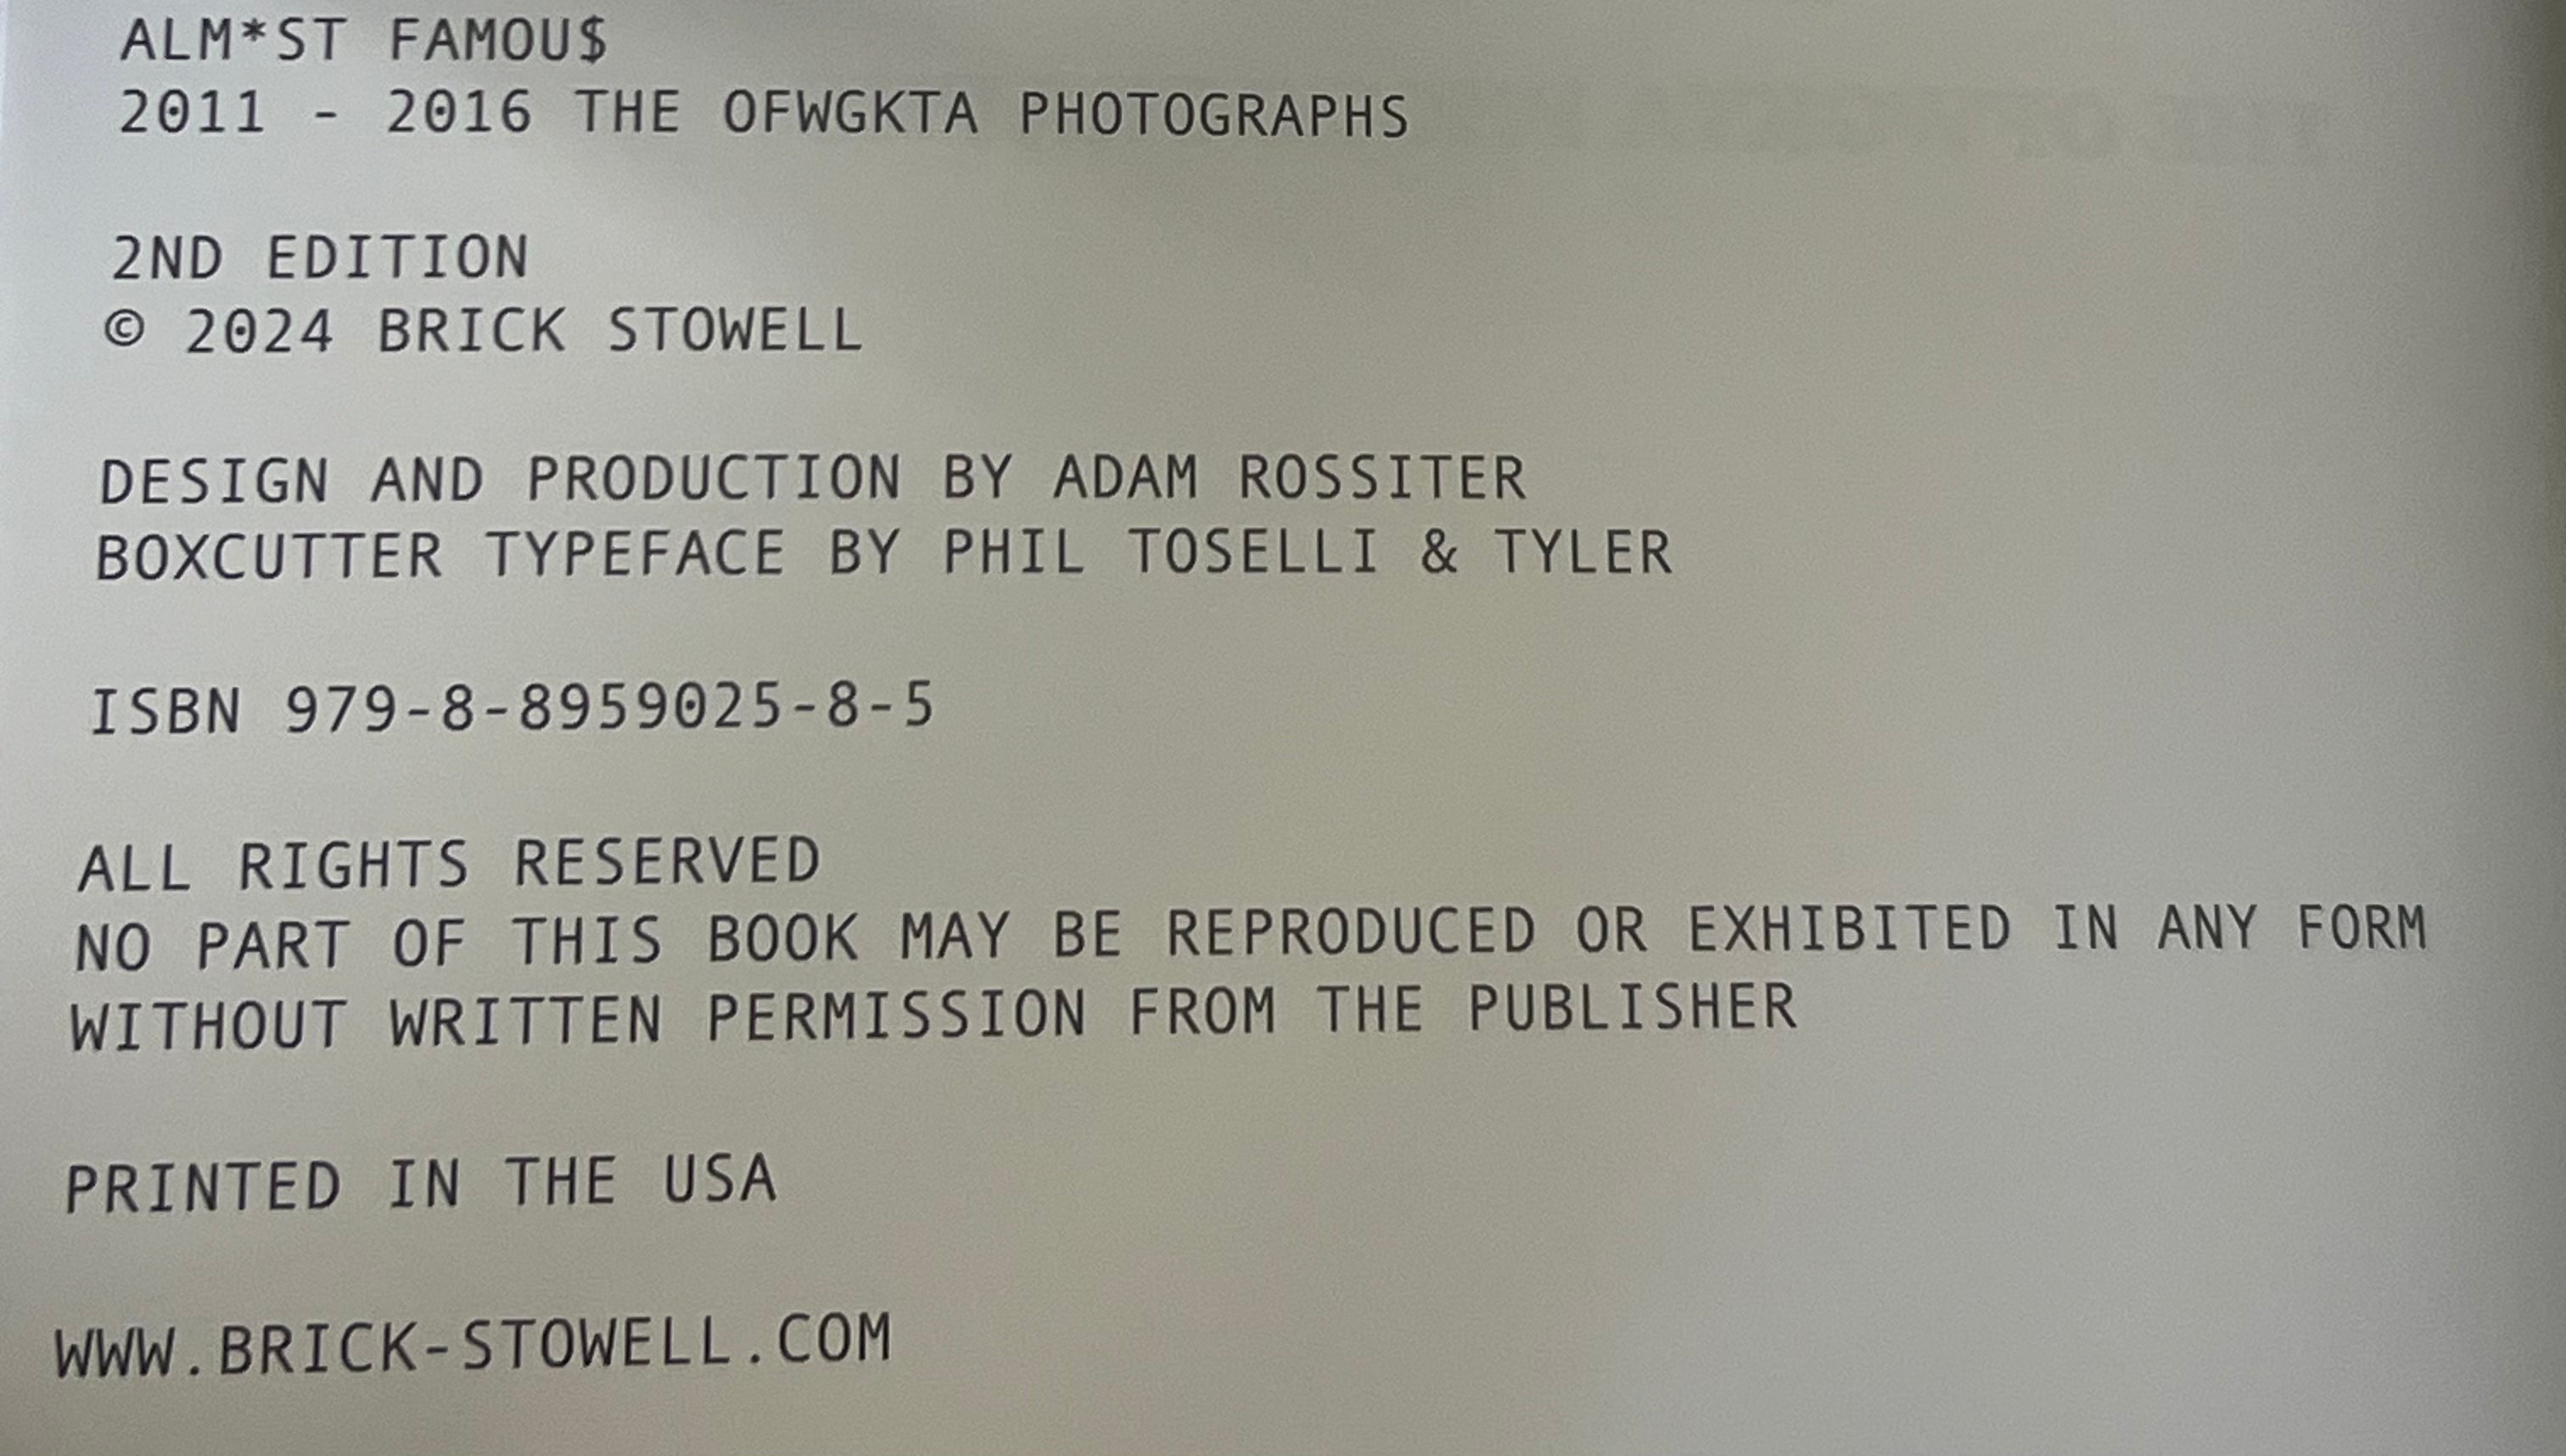 ALM*ST FAMOU$
2011 - 2016 THE OFWGKTA PHOTOGRAPHS
2ND EDITION
© 2024 BRICK STOWELL
DESIGN AND PRODUCTION BY ADAM ROSSITER
BOXCUTTER TYPEFACE BY PHIL TOSELLI & TYLER
ISBN 979-8-8959025-8-5
ALL RIGHTS RESERVED
NO PART OF THIS BOOK MAY BE REPRODUCED OR EXHIBITED IN ANY FORM
WITHOUT WRITTEN PERMISSION FROM THE PUBLISHER
PRINTED IN THE USA
WWW.BRICK-STOWELL.COM